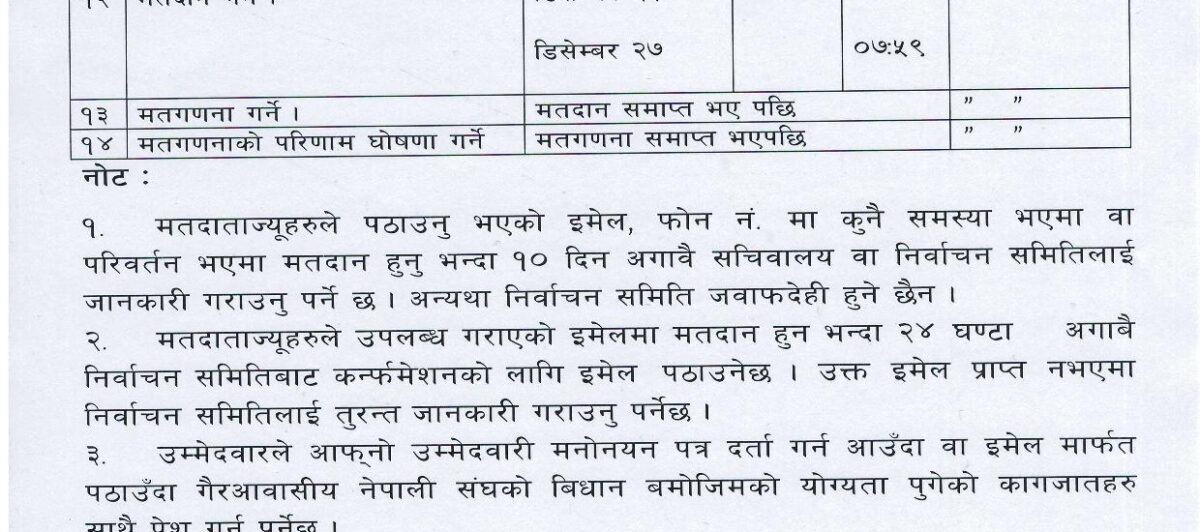 १२ मतदान गर्ने ।
डिसेम्बर २७ ०७:५९
१३ मतगणना गर्ने । मतदान समाप्त भए पछि ” ”
१४ मतगणनाको परिणाम घोषणा गर्ने मतगणना समाप्त भएपछि ” ”
नोट :
१. मतदाताज्यूहरुले पठाउनु भएको इमेल, फोन नं. मा कुनै समस्या भएमा वा
परिवर्तन भएमा मतदान हुनु भन्दा १० दिन अगावै सचिवालय वा निर्वाचन समितिलाई
जानकारी गराउनु पर्ने छ । अन्यथा निर्वाचन समिति जवाफदेही हुने छैन ।
२. मतदाताज्यूहरुले उपलब्ध गराएको इमेलमा मतदान हुन भन्दा २४ घण्टा अगाबै
निर्वाचन समितिबाट कर्न्फमेशनको लागि इमेल पठाउनेछ । उक्त इमेल प्राप्त नभएमा
निर्वाचन समितिलाई तुरन्त जानकारी गराउनु पर्नेछ ।
३. उम्मेदवारले आफ्नो उम्मेदवारी मनोनयन पत्र दर्ता गर्न आउँदा वा इमेल मार्फत
पठाउँदा गैरआवासीय नेपाली संघको बिधान बमोजिमको योग्यता पुगेको कागजातहरु
साथै पेश गर्न पर्नेछ ।